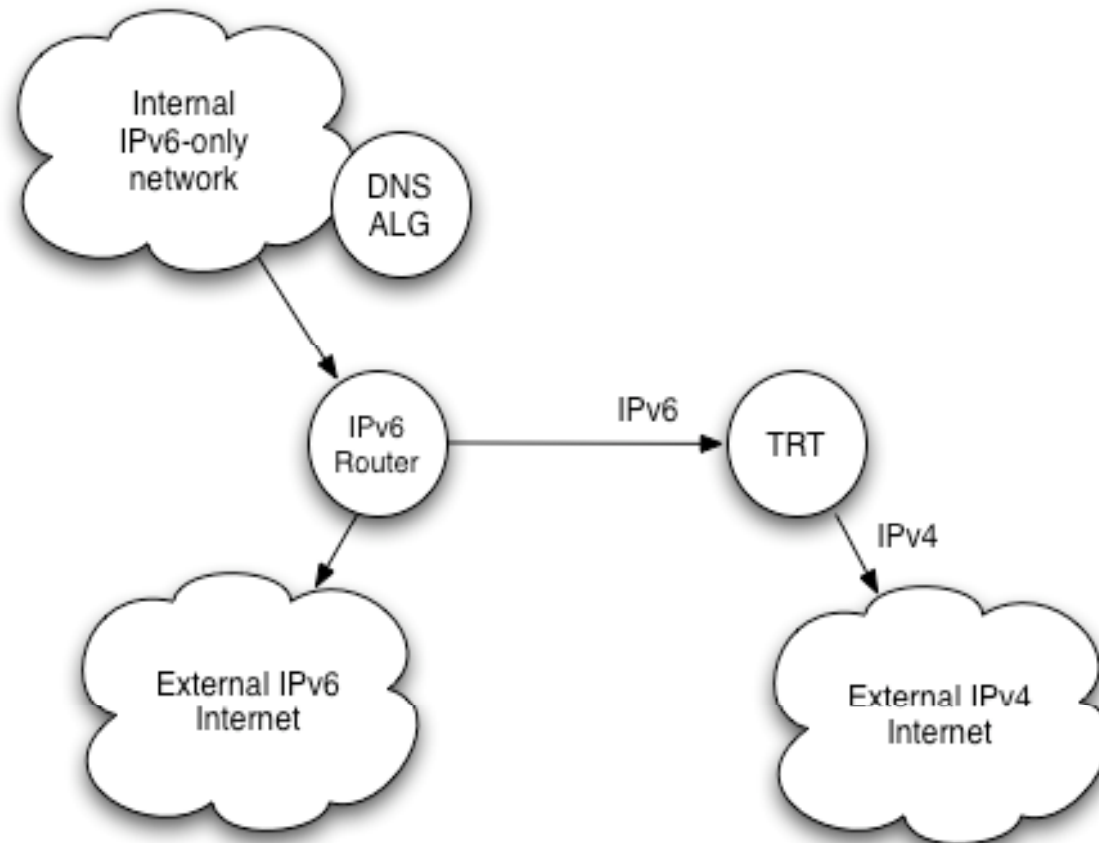 Internal
IPv6-only
network
DNS
ALG
IPv6
Router
IPv6
TRT
IPv4
External IPv6
Internet
External IPv4
Internet